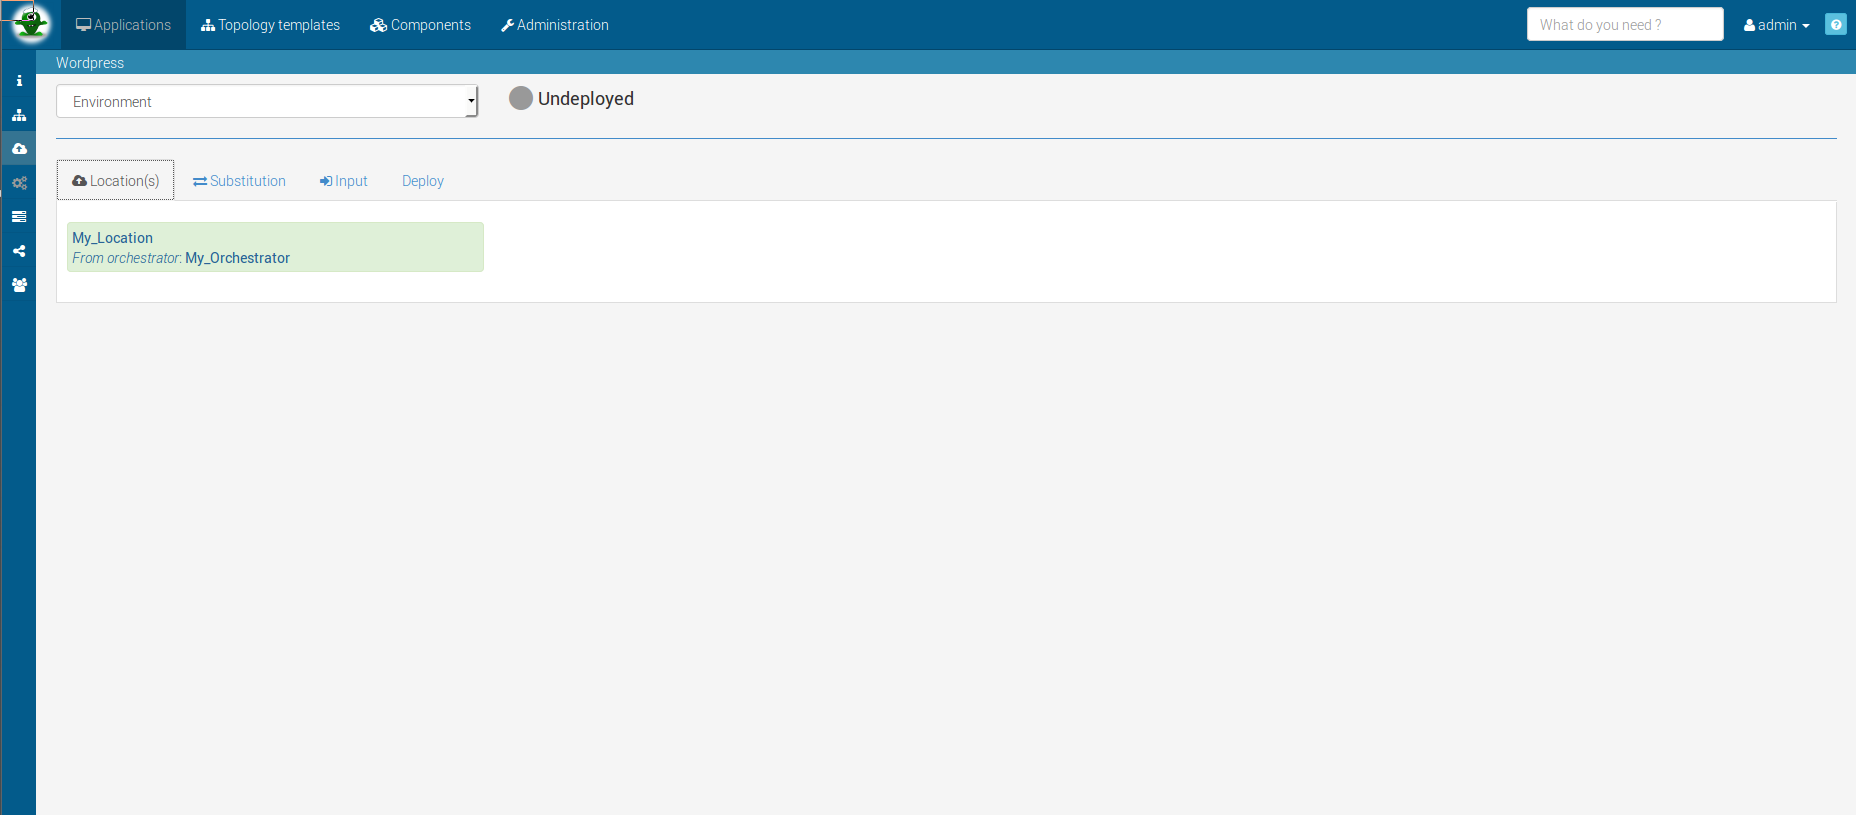 Applications Topology templates Components Administration What do you need ? admin
Wordpress
Environment Undeployed
Location(s) Substitution Input Deploy
My_Location
From orchestrator: My_Orchestrator